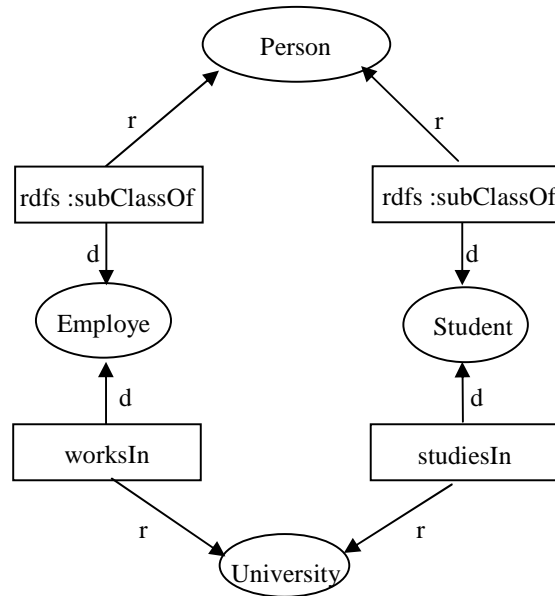 Person
r
r
rdfs :subClassOf
rdfs :subClassOf
d
d
Employe
Student
d
d
worksIn
studiesIn
r
r
University